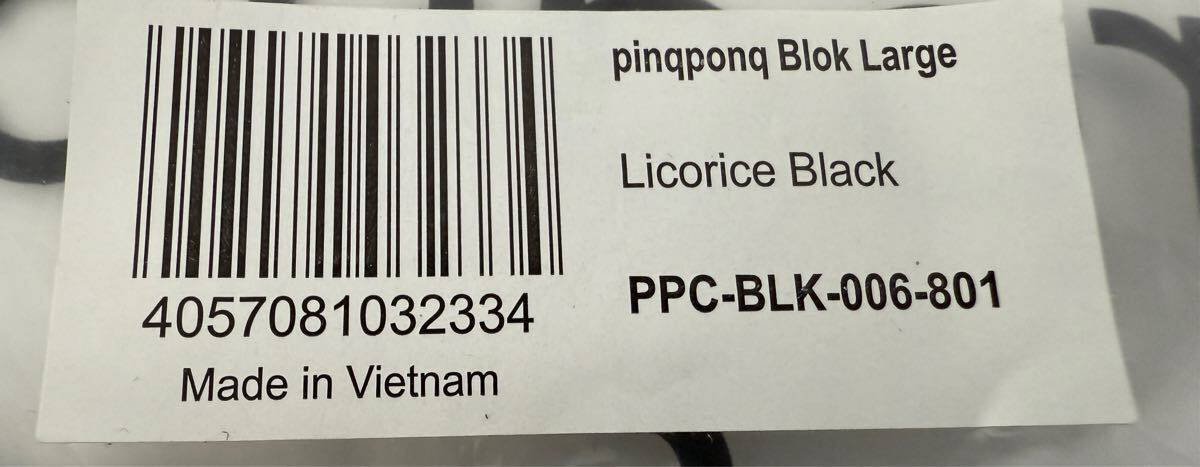 pinqponq Blok Large
Licorice Black
PPC-BLK-006-801
4057081032334
Made in Vietnam